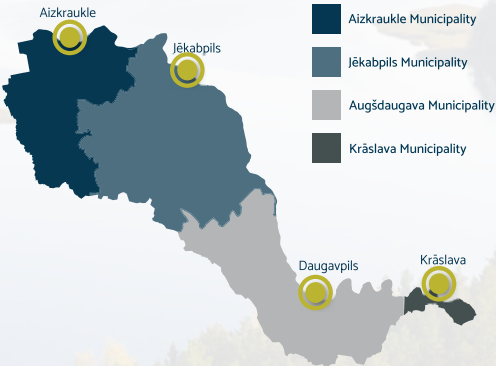 Aizkraukle
Jēkabpils
Aizkraukle Municipality
Jēkabpils Municipality
Augšdaugava Municipality
Krāslava Municipality
Daugavpils
Krāslava